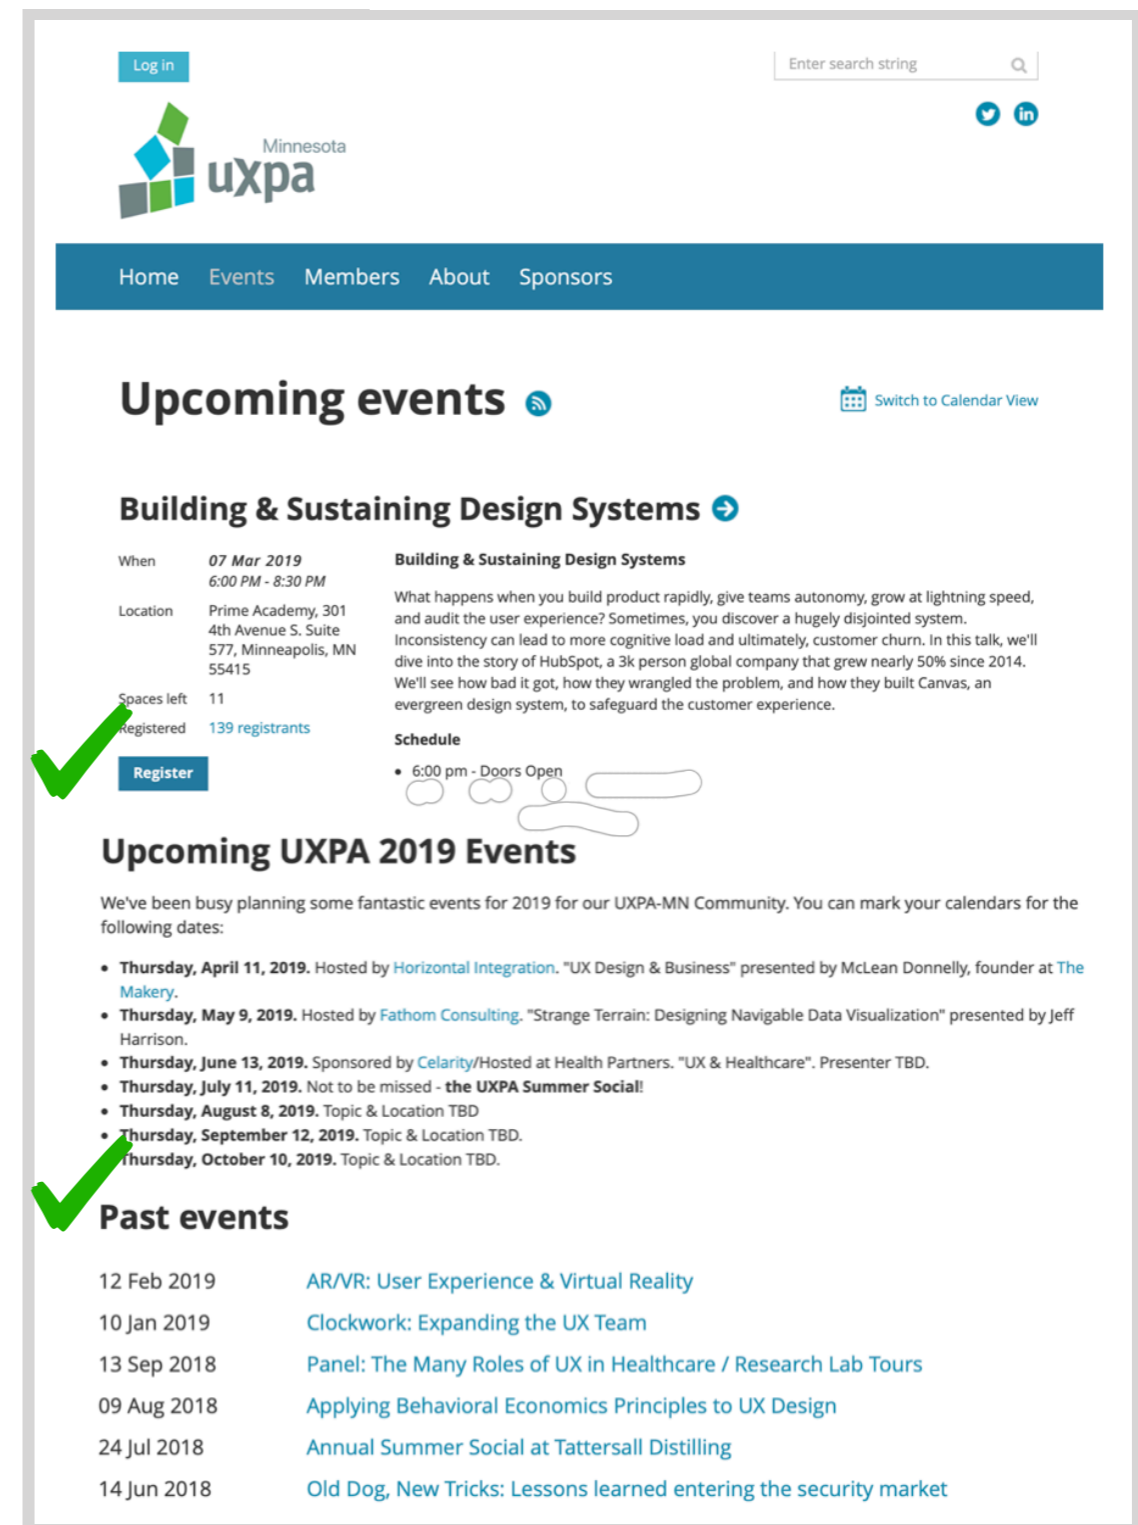 Log in
Enter search string
Minnesota
uxpa
Home Events Members About Sponsors
Upcoming events
Switch to Calendar View
Building & Sustaining Design Systems
When 07 Mar 2019
6:00 PM - 8:30 PM
Location Prime Academy, 301
4th Avenue S. Suite
577, Minneapolis, MN
55415
Spaces left 11
Registered 139 registrants
Register
Building & Sustaining Design Systems
What happens when you build product rapidly, give teams autonomy, grow at lightning speed,
and audit the user experience? Sometimes, you discover a hugely disjointed system.
Inconsistency can lead to more cognitive load and ultimately, customer churn. In this talk, we'll
dive into the story of HubSpot, a 3k person global company that grew nearly 50% since 2014.
We'll see how bad it got, how they wrangled the problem, and how they built Canvas, an
evergreen design system, to safeguard the customer experience.
Schedule
• 6:00 pm - Doors Open
Upcoming UXPA 2019 Events
We've been busy planning some fantastic events for 2019 for our UXPA-MN Community. You can mark your calendars for the
following dates:
• Thursday, April 11, 2019. Hosted by Horizontal Integration. "UX Design & Business" presented by McLean Donnelly, founder at The
Makery.
• Thursday, May 9, 2019. Hosted by Fathom Consulting. "Strange Terrain: Designing Navigable Data Visualization" presented by Jeff
Harrison.
• Thursday, June 13, 2019. Sponsored by Celarity/Hosted at Health Partners. "UX & Healthcare". Presenter TBD.
• Thursday, July 11, 2019. Not to be missed - the UXPA Summer Social!
• Thursday, August 8, 2019. Topic & Location TBD
• Thursday, September 12, 2019. Topic & Location TBD.
Thursday, October 10, 2019. Topic & Location TBD.
Past events
12 Feb 2019 AR/VR: User Experience & Virtual Reality
10 Jan 2019 Clockwork: Expanding the UX Team
13 Sep 2018 Panel: The Many Roles of UX in Healthcare / Research Lab Tours
09 Aug 2018 Applying Behavioral Economics Principles to UX Design
24 Jul 2018 Annual Summer Social at Tattersall Distilling
14 Jun 2018 Old Dog, New Tricks: Lessons learned entering the security market